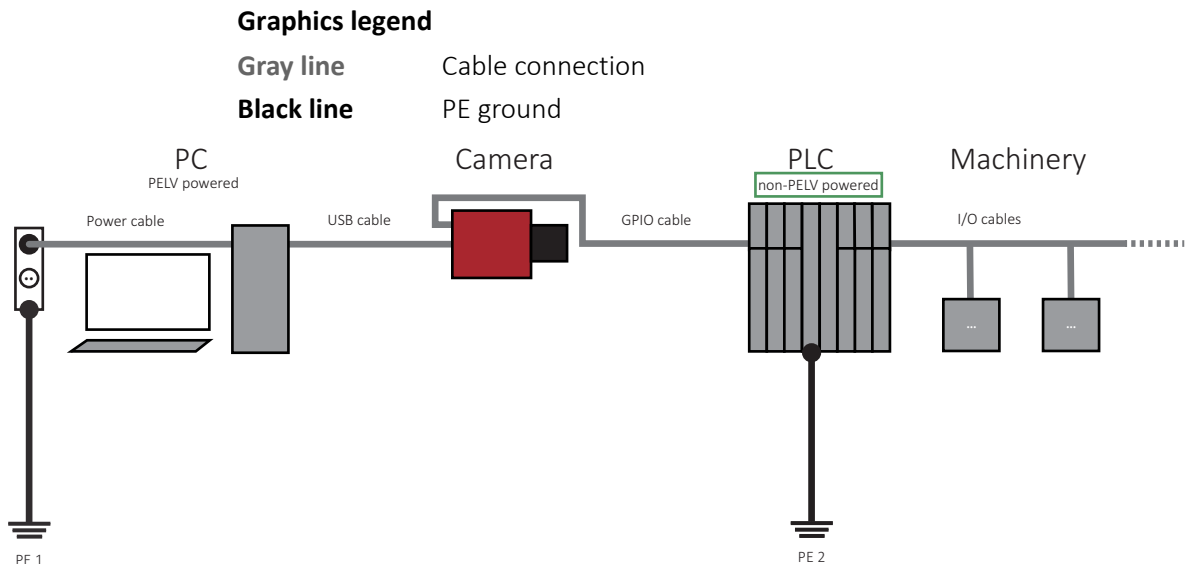 Graphics legend
Gray line Cable connection
Black line PE ground
PC Camera PLC Machinery
PELV powered non-PELV powered
Power cable USB cable GPIO cable I/O cables
... ...
PE 1 PE 2